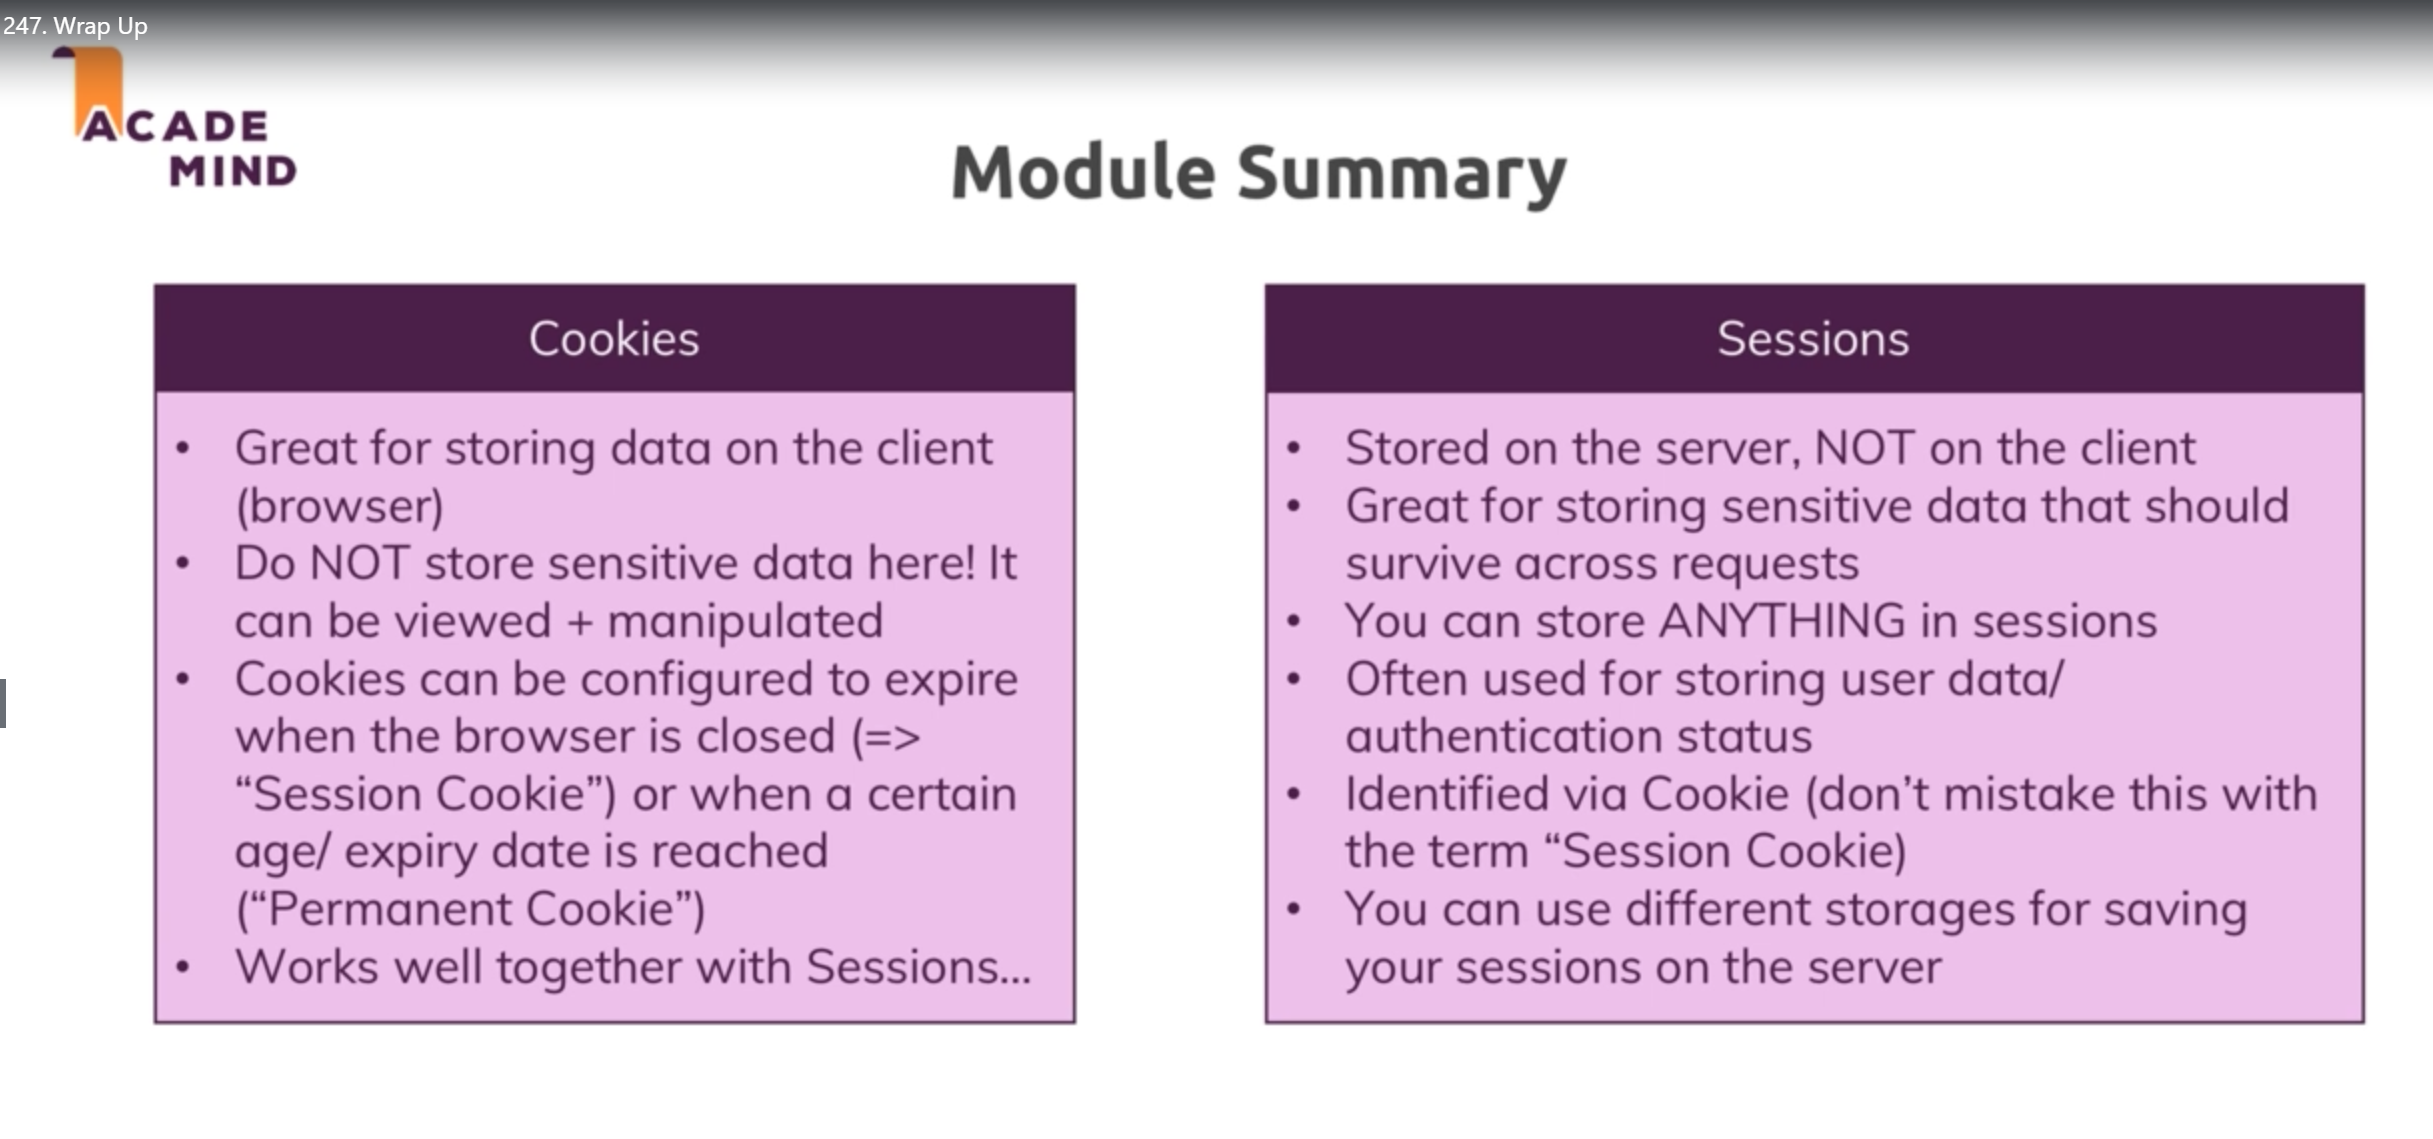 247. Wrap Up
ACADE
MIND
Module Summary
Cookies
• Great for storing data on the client
(browser)
• Do NOT store sensitive data here! It
can be viewed + manipulated
• Cookies can be configured to expire
when the browser is closed (=>
“Session Cookie”) or when a certain
age/ expiry date is reached
(“Permanent Cookie”)
• Works well together with Sessions...
Sessions
• Stored on the server, NOT on the client
• Great for storing sensitive data that should
survive across requests
• You can store ANYTHING in sessions
• Often used for storing user data/
authentication status
• Identified via Cookie (don’t mistake this with
the term “Session Cookie)
• You can use different storages for saving
your sessions on the server